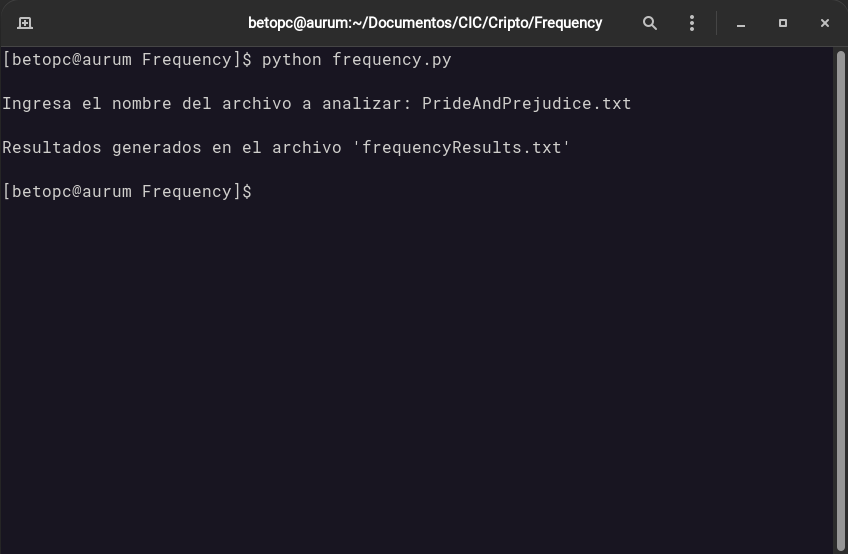 betopc@aurum:~/Documentos/CIC/Cripto/Frequency
[betopc@aurum Frequency]$ python frequency.py
Ingresa el nombre del archivo a analizar: PrideAndPrejudice.txt
Resultados generados en el archivo 'frequencyResults.txt'
[betopc@aurum Frequency]$